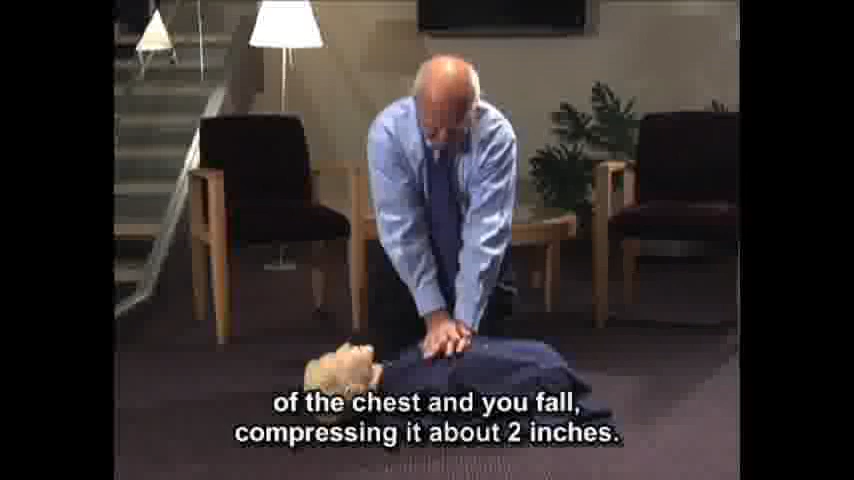 of the chest and you fall,
compressing it about 2 inches.